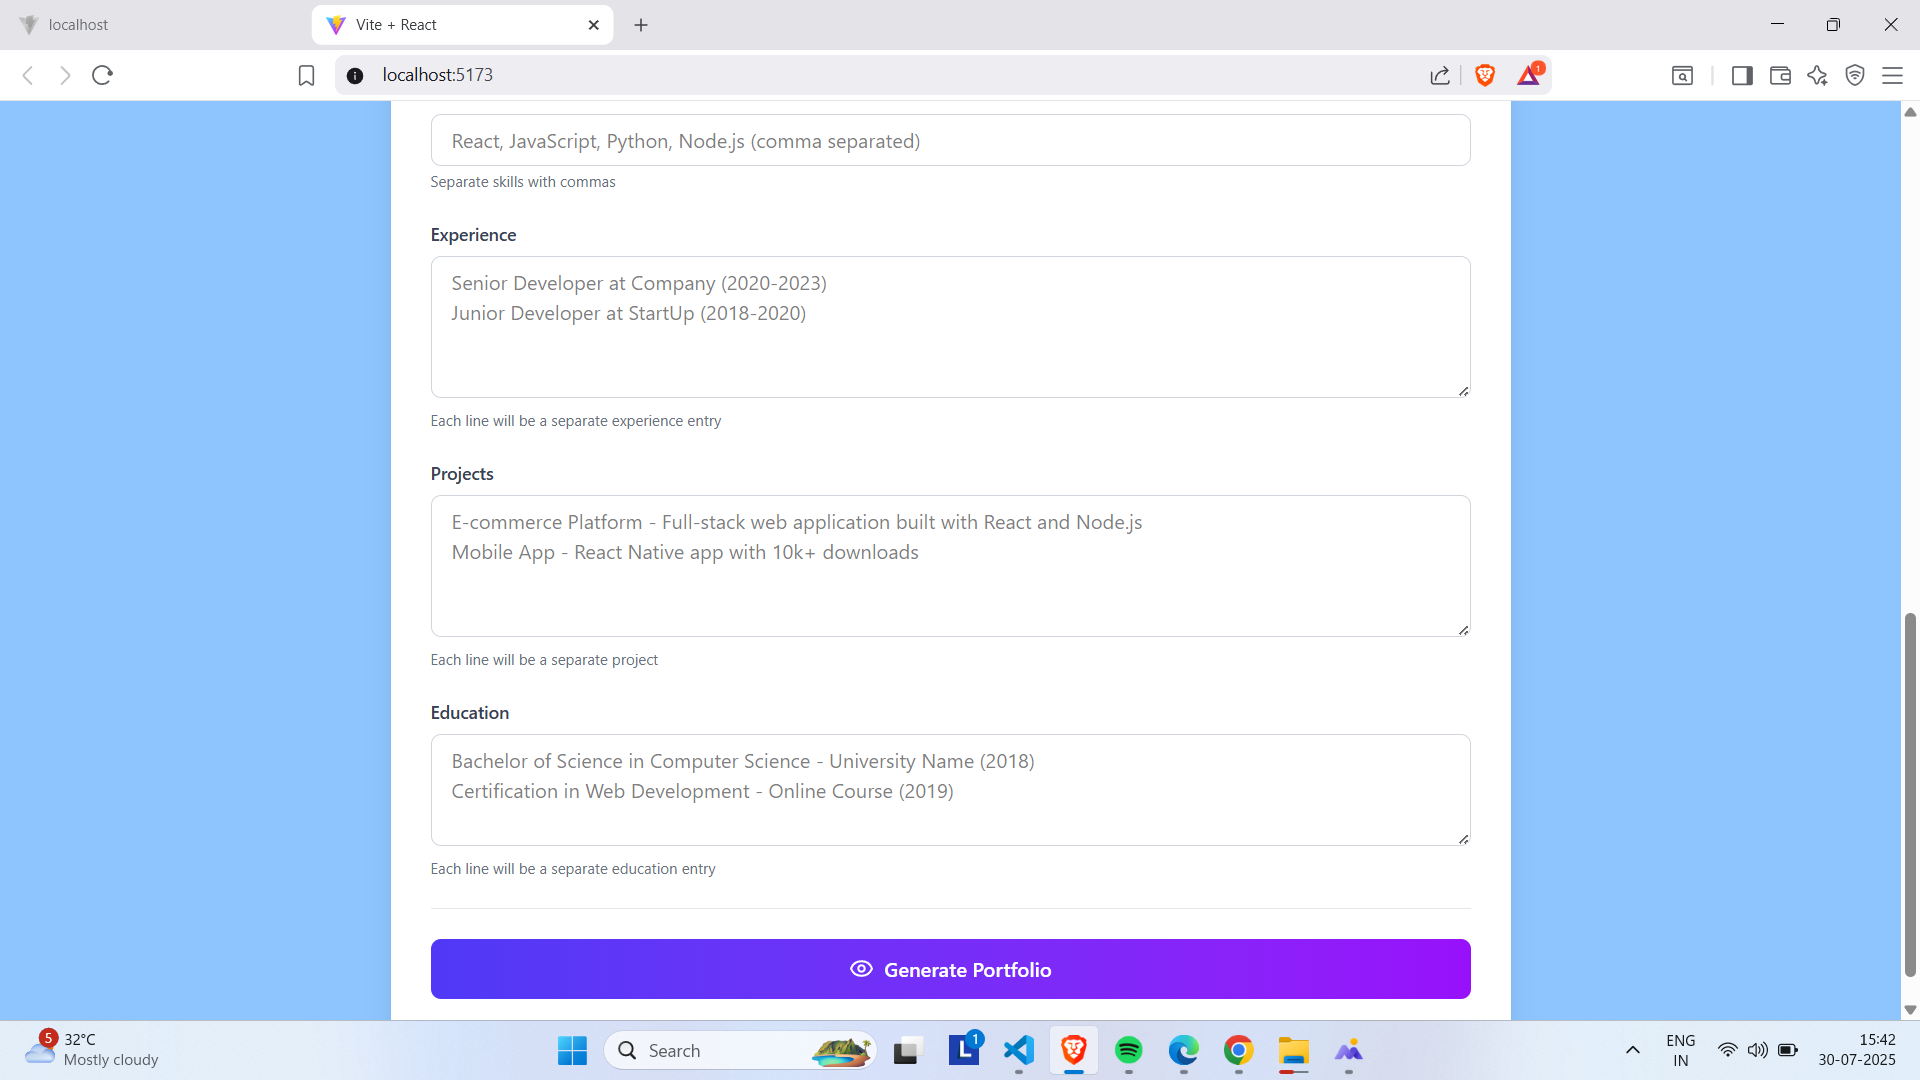 localhost
Vite + React
localhost:5173
1
React, JavaScript, Python, Node.js (comma separated)
Separate skills with commas
Experience
Senior Developer at Company (2020-2023)
Junior Developer at StartUp (2018-2020)
Each line will be a separate experience entry
Projects
E-commerce Platform - Full-stack web application built with React and Node.js
Mobile App - React Native app with 10k+ downloads
Each line will be a separate project
Education
Bachelor of Science in Computer Science - University Name (2018)
Certification in Web Development - Online Course (2019)
Each line will be a separate education entry
Generate Portfolio
5
32°C
Mostly cloudy
Search
L
1
ENG
IN
15:42
30-07-2025